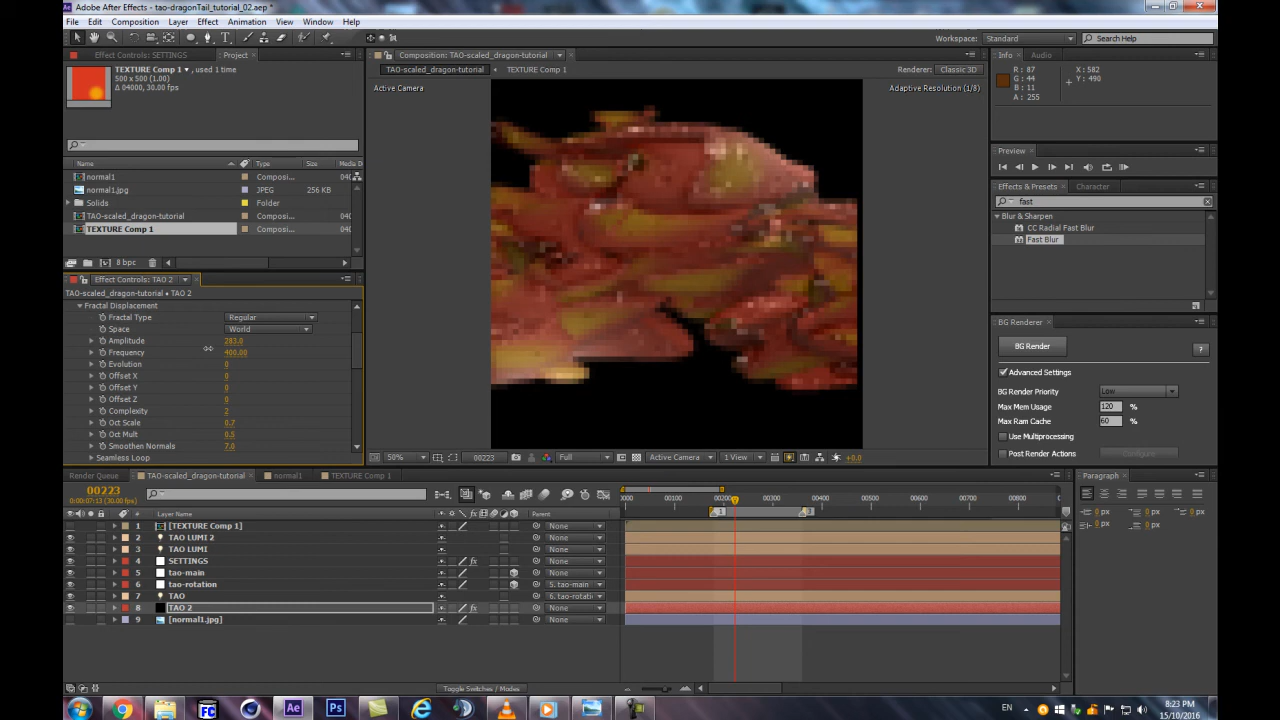 Adobe After Effects - tao-dragonTail_tutorial_02.aep *
File Edit Composition Layer Effect Animation View Window Help
Workspace: Standard Search Help
Effect Controls: SETTINGS Project
TEXTURE Comp 1 , used 1 time
500 x 500 (1.00)
Δ 04000, 30.00 fps
Name Type Size Media D
normal1 Composi... 040
normal1.jpg JPEG 256 KB
Solids Folder
TAO-scaled_dragon-tutorial Composi... 040
TEXTURE Comp 1 Composi... 040
8 bpc
Effect Controls: TAO 2
TAO-scaled_dragon-tutorial • TAO 2
Fractal Displacement
Fractal Type Regular
Space World
Amplitude 283.0
Frequency 400.00
Evolution 0
Offset X 0
Offset Y 0
Offset Z 0
Complexity 2
Oct Scale 0.7
Oct Mult 0.5
Smoothen Normals 7.0
Seamless Loop
Composition: TAO-scaled_dragon-tutorial
TAO-scaled_dragon-tutorial TEXTURE Comp 1 Renderer: Classic 3D
Active Camera Adaptive Resolution (1/8)
50% 00223 Full Active Camera 1 View +0.0
Info Audio
R: 87
G: 44
B: 11
A: 255
X: 582
Y: 490
Preview
Effects & Presets Character
fast
Blur & Sharpen
CC Radial Fast Blur
Fast Blur
BG Renderer
BG Render ?
Advanced Settings
BG Render Priority Low
Max Mem Usage 120 %
Max Ram Cache 60 %
Use Multiprocessing
Post Render Actions Configure...
Paragraph
0 px 0 px 0 px
0 px 0 px
Render Queue TAO-scaled_dragon-tutorial normal1 TEXTURE Comp 1
00223
0:00:07:13 (30.00 fps)
0000 00100 00200 00300 00400 00500 00600 00700 00800
# Layer Name Parent
1 [TEXTURE Comp 1] None
2 TAO LUMI 2 None
3 TAO LUMI None
4 SETTINGS None
5 tao-main None
6 tao-rotation 5. tao-main
7 TAO 6. tao-rotati
8 TAO 2 None
9 [normal1.jpg] None
Toggle Switches / Modes
EN 8:23 PM
15/10/2016